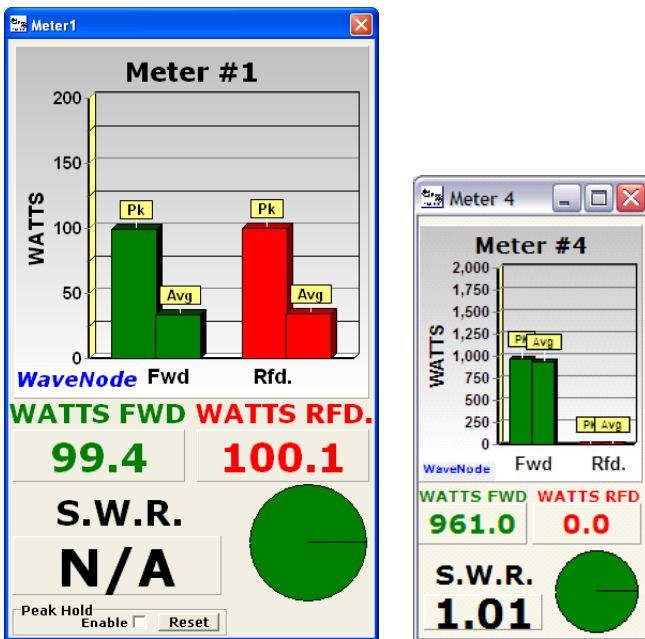 Meter1
Meter #1
200
150
100
50
0
WATTS
Pk
Avg
Pk
Avg
WaveNode Fwd Rfd.
WATTS FWD WATTS RFD.
99.4 100.1
S.W.R.
N/A
Peak Hold
Enable Reset
Meter 4
Meter #4
2,000
1,750
1,500
1,250
1,000
750
500
250
0
WATTS
Avg
Avg
WaveNode Fwd Rfd.
WATTS FWD WATTS RFD
961.0 0.0
S.W.R.
1.01